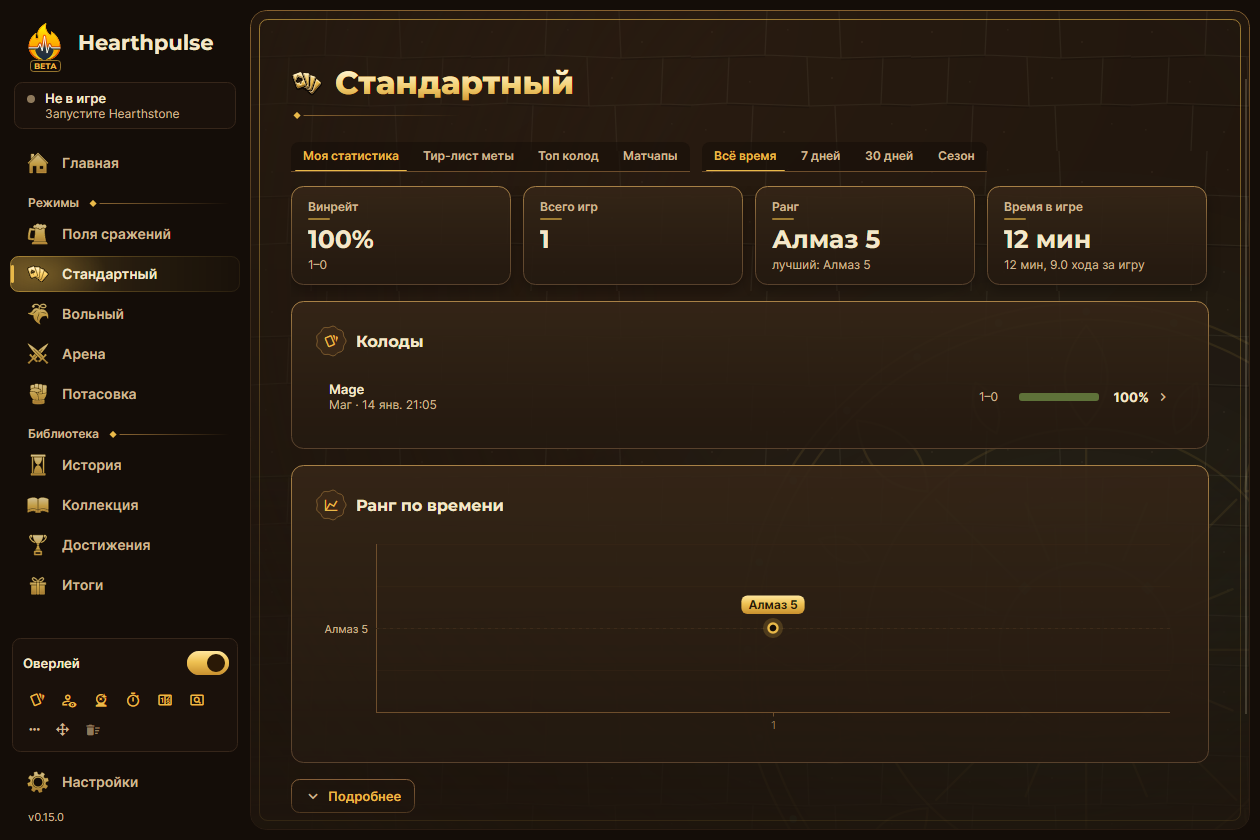 Hearthpulse
BETA
Не в игре
Запустите Hearthstone
Главная
Режимы
Поля сражений
Стандартный
Вольный
Арена
Потасовка
Библиотека
История
Коллекция
Достижения
Итоги
Оверлей
Настройки
v0.15.0
Стандартный
Моя статистика Тир-лист меты Топ колод Матчапы Всё время 7 дней 30 дней Сезон
Винрейт
100%
1–0
Всего игр
1
Ранг
Алмаз 5
лучший: Алмаз 5
Время в игре
12 мин
12 мин, 9.0 хода за игру
Колоды
Mage
Маг · 14 янв. 21:05
1–0 100%
Ранг по времени
Алмаз 5
Алмаз 5
1
Подробнее